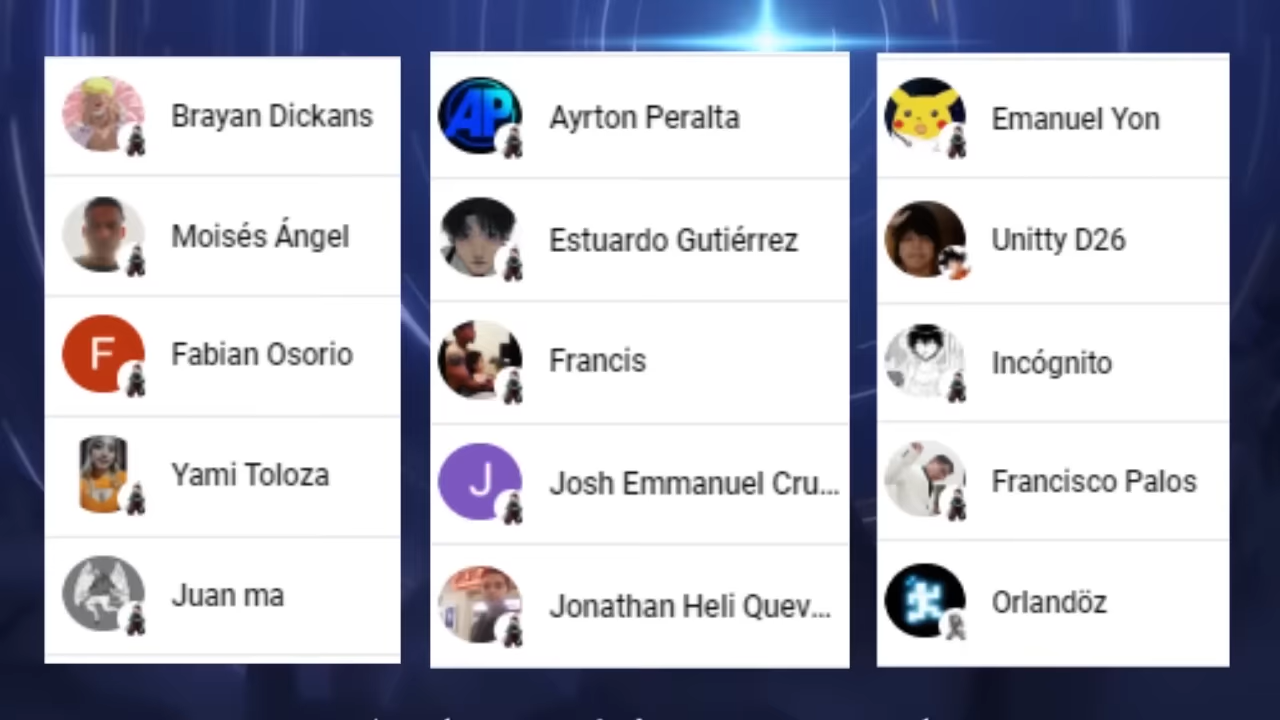 Brayan Dickans
Moisés Ángel
F
Fabian Osorio
Yami Toloza
Juan ma
AP
Ayrton Peralta
Estuardo Gutiérrez
Francis
J
Josh Emmanuel Cru...
Jonathan Heli Quev...
Emanuel Yon
Unitty D26
Incógnito
Francisco Palos
Orlandöz